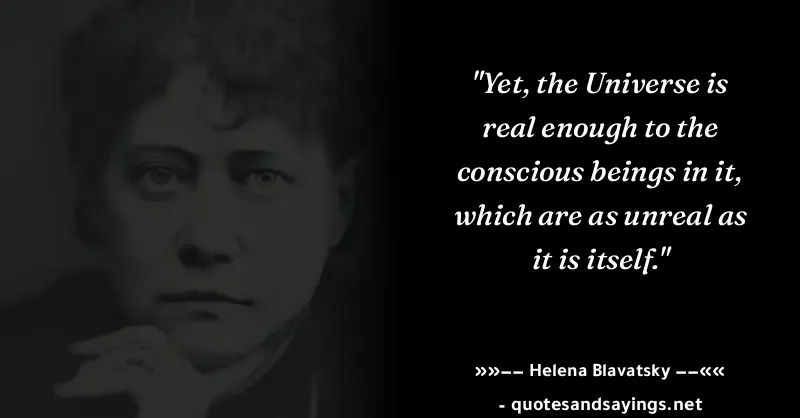 "Yet, the Universe is
real enough to the
conscious beings in it,
which are as unreal as
it is itself."
»»−− Helena Blavatsky −−««
- quotesandsayings.net